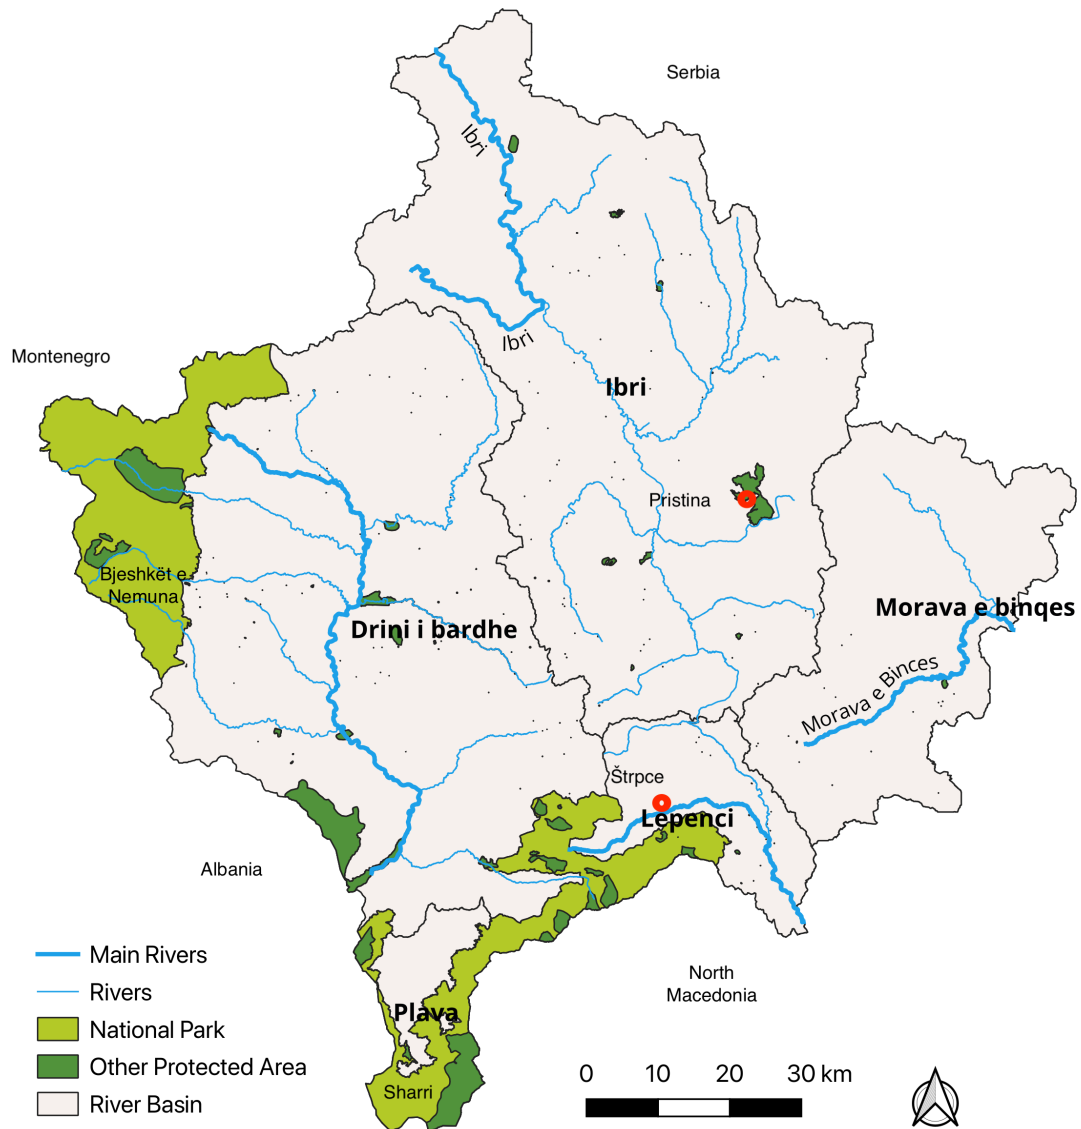 Serbia
Ibri
Montenegro
Ibri
Ibri
Pristina
Bjeshkët e
Nemuna
Morava e binqes
Drini i bardhe
Morava e Binces
Štrpce
Lepenci
Albania
Main Rivers
North
Macedonia
Rivers
Plava
National Park
Other Protected Area
0 10 20 30 km
Sharri
River Basin